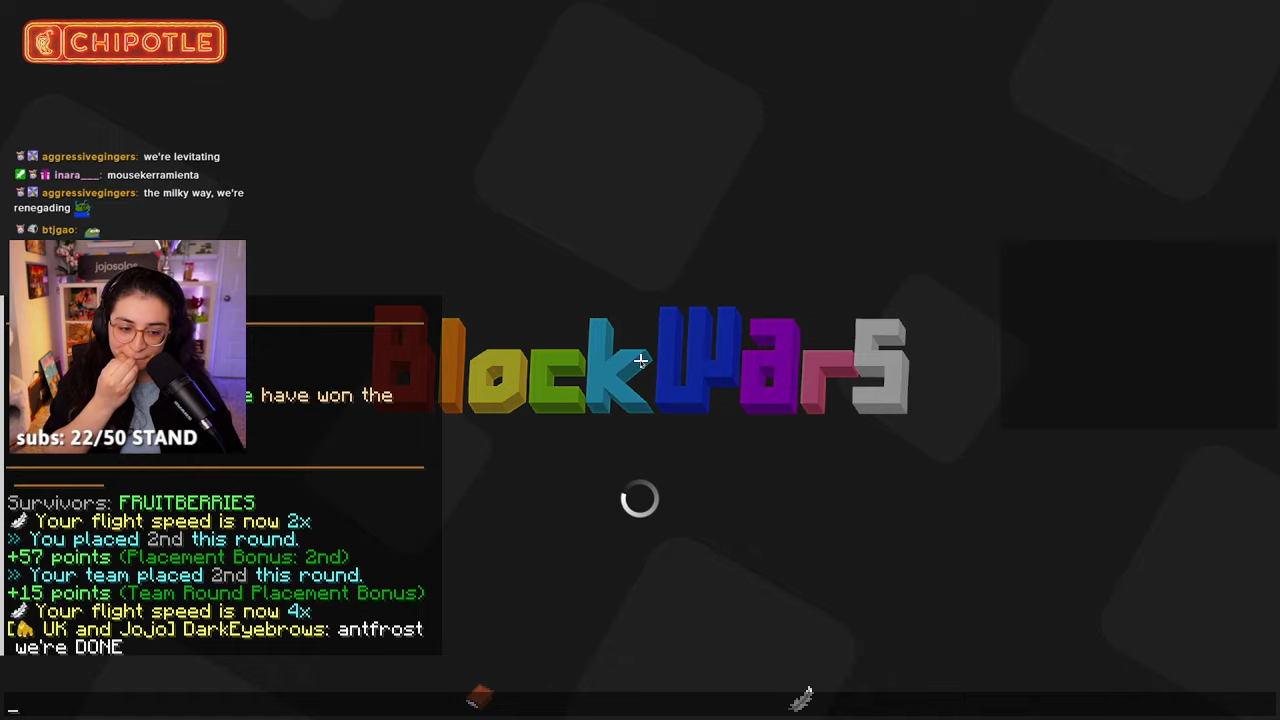 CHIPOTLE
aggressivegingers: we're levitating
inara___: mousekerramienta
aggressivegingers: the milky way, we're
renegading
btjgao:
jojosolos
BlockWars
have won the
subs: 22/50 STAND
Survivors: FRUITBERRIES
Your flight speed is now 2x
» You placed 2nd this round.
+57 points (Placement Bonus: 2nd)
» Your team placed 2nd this round.
+15 points (Team Round Placement Bonus)
Your flight speed is now 4x
[ UK and Jojo] DarkEyebrows: antfrost
we're DONE
_